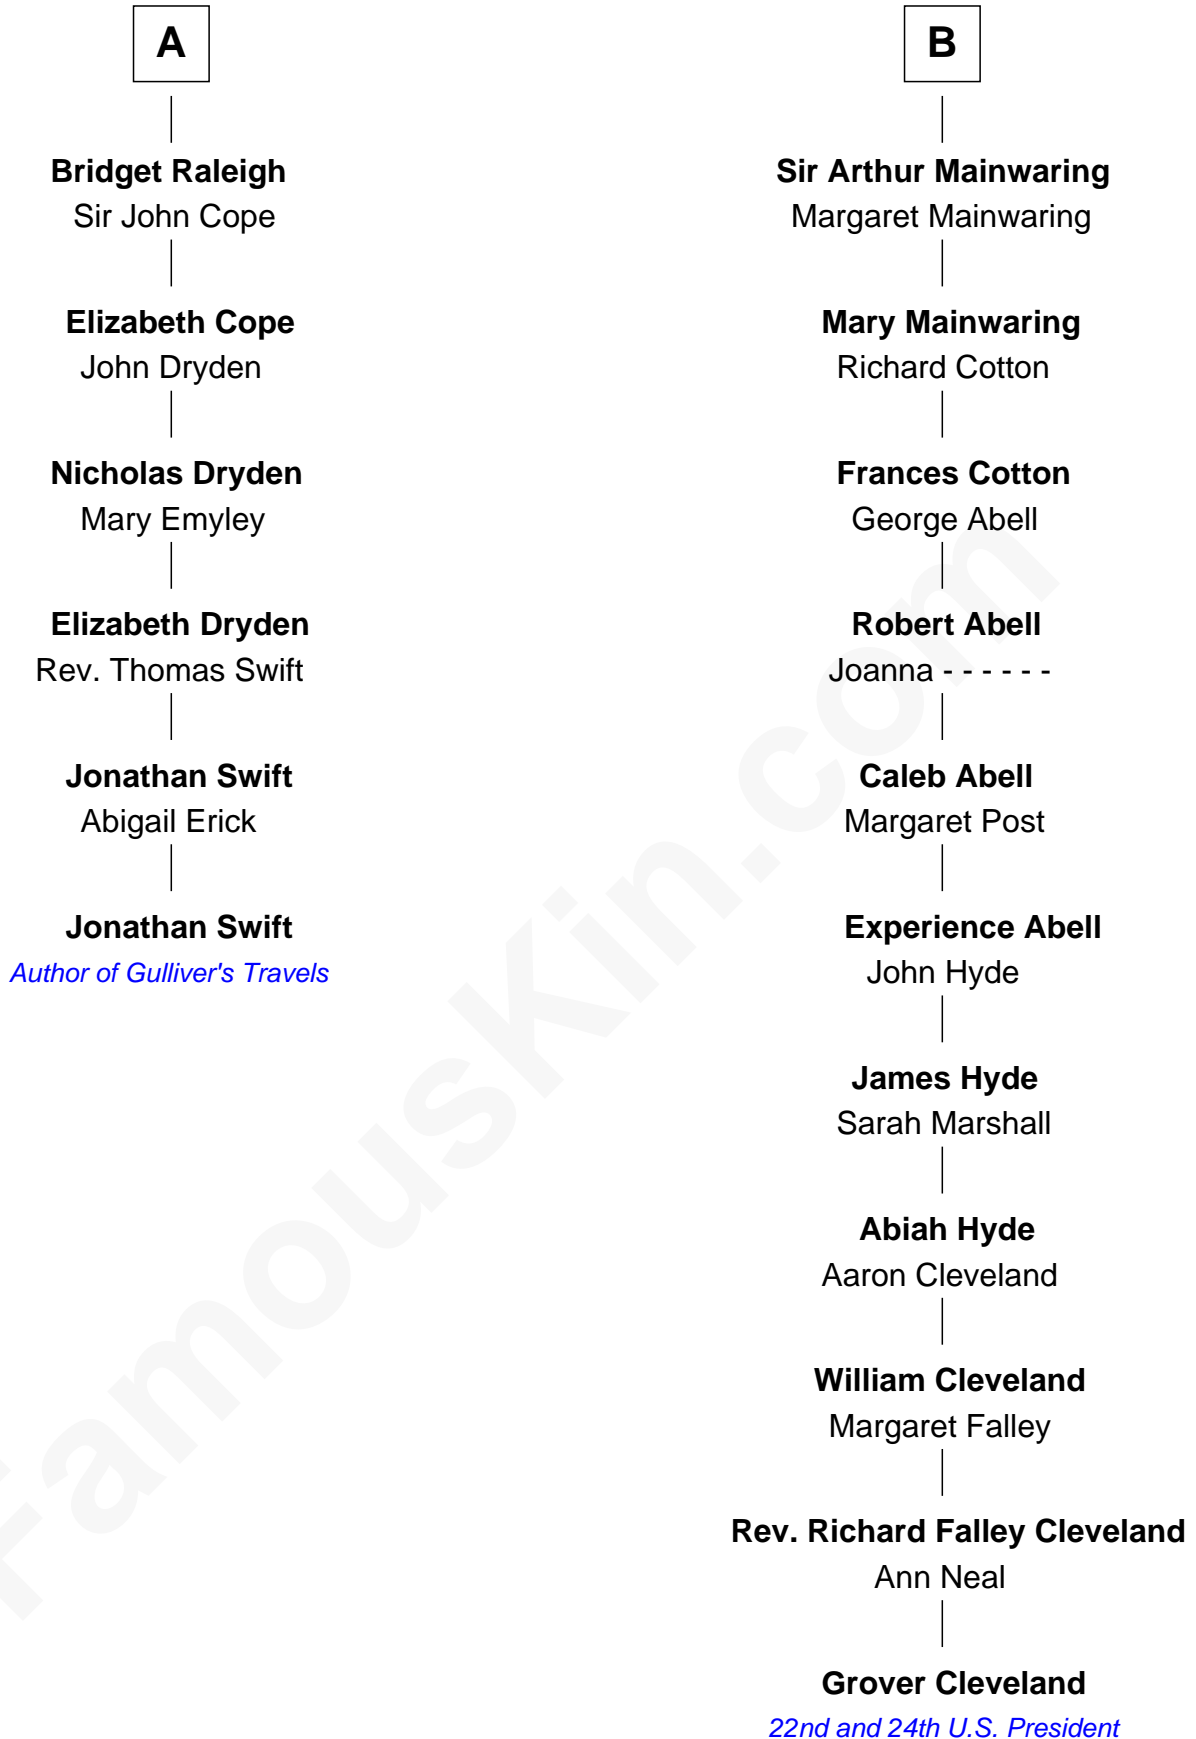 A
Bridget Raleigh
Sir John Cope
Elizabeth Cope
John Dryden
Nicholas Dryden
Mary Emyley
Elizabeth Dryden
Rev. Thomas Swift
Jonathan Swift
Abigail Erick
Jonathan Swift
Author of Gulliver's Travels
B
Sir Arthur Mainwaring
Margaret Mainwaring
Mary Mainwaring
Richard Cotton
Frances Cotton
George Abell
Robert Abell
Joanna - - - - - -
Caleb Abell
Margaret Post
Experience Abell
John Hyde
James Hyde
Sarah Marshall
Abiah Hyde
Aaron Cleveland
William Cleveland
Margaret Falley
Rev. Richard Falley Cleveland
Ann Neal
Grover Cleveland
22nd and 24th U.S. President
FamousKin.com